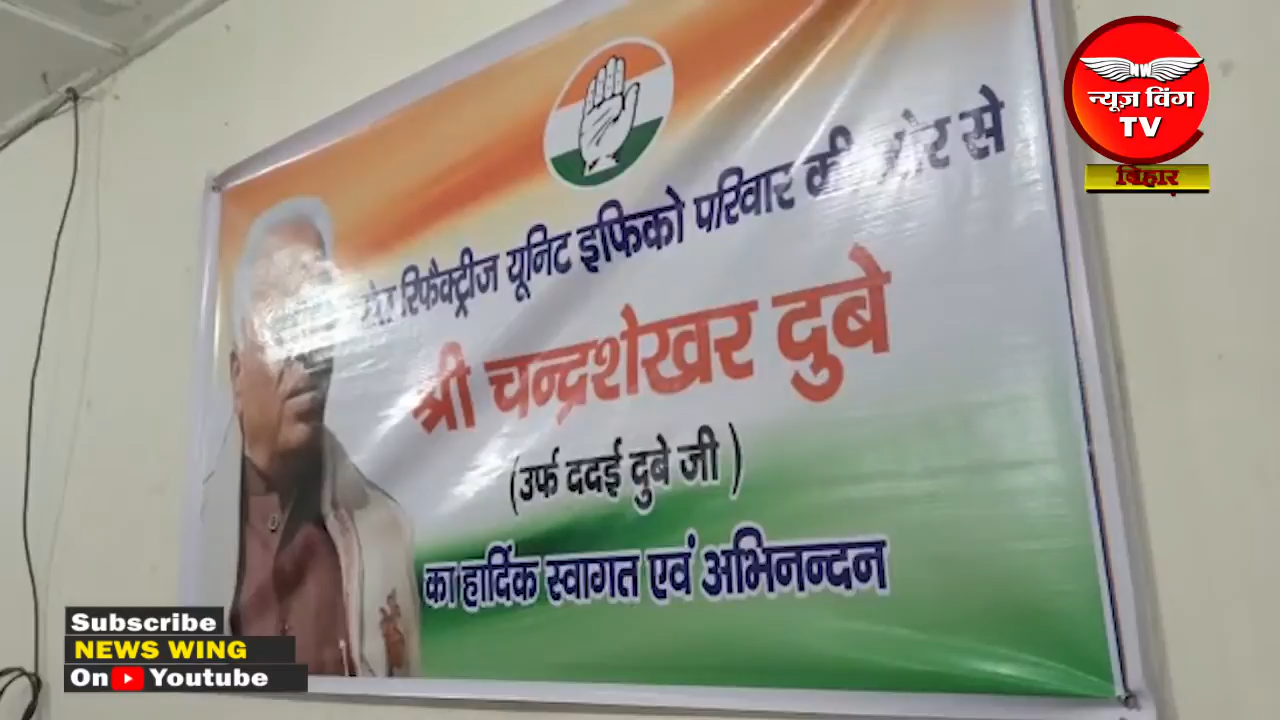 रिफैक्ट्रीज यूनिट इफिको परिवार की ओर से
श्री चन्द्रशेखर दुबे
(उर्फ ददई दुबे जी )
का हार्दिक स्वागत एवं अभिनन्दन
NW
न्यूज़ विंग
TV
बिहार
Subscribe
NEWS WING
On Youtube